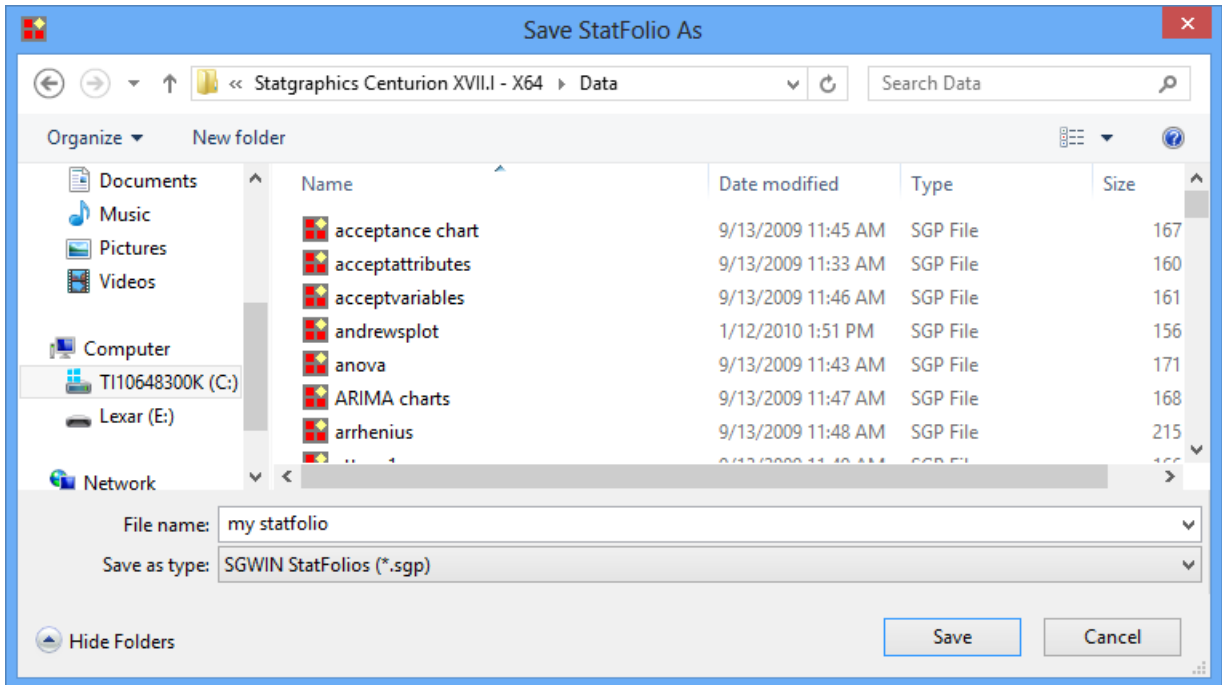 Save StatFolio As
« Statgraphics Centurion XVII.I - X64 Data Search Data
Organize New folder
Documents Name Date modified Type Size
Music
Pictures
Videos
Computer
TI10648300K (C:)
Lexar (E:)
Network
acceptance chart 9/13/2009 11:45 AM SGP File 167
acceptattributes 9/13/2009 11:33 AM SGP File 160
acceptvariables 9/13/2009 11:46 AM SGP File 161
andrewsplot 1/12/2010 1:51 PM SGP File 156
anova 9/13/2009 11:43 AM SGP File 171
ARIMA charts 9/13/2009 11:47 AM SGP File 168
arrhenius 9/13/2009 11:48 AM SGP File 215
File name: my statfolio
Save as type: SGWIN StatFolios (*.sgp)
Hide Folders Save Cancel